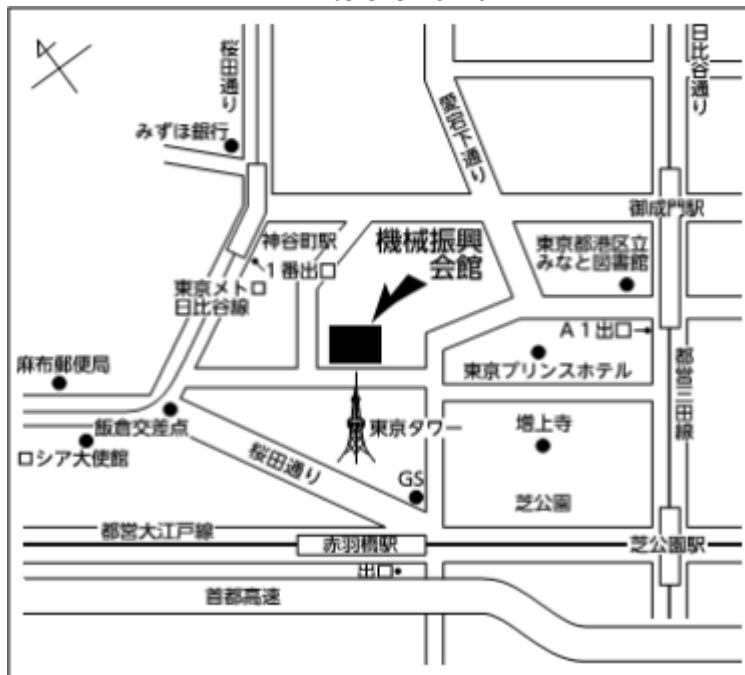 桜田通り
日比谷通り
みずほ銀行
愛宕下通り
御成門駅
神谷町駅
1番出口
機械振興
会館
東京都港区立
みなと図書館
東京メトロ
日比谷線
A1出口
麻布郵便局
東京プリンスホテル
都営三田線
飯倉交差点
ロシア大使館
東京タワー
増上寺
桜田通り
GS
芝公園
都営大江戸線
赤羽橋駅
芝公園駅
出口
首都高速